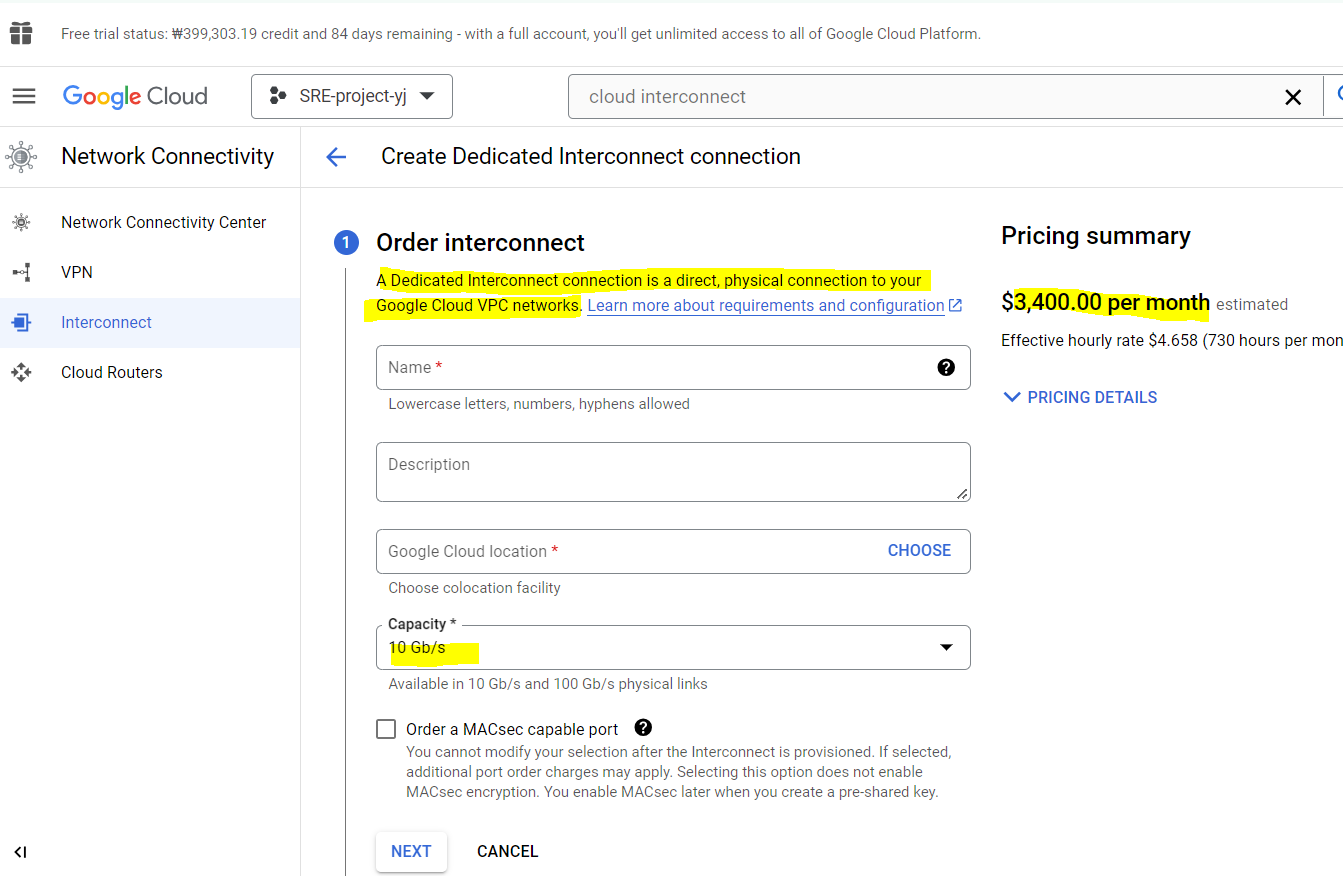 Free trial status: ₩399,303.19 credit and 84 days remaining - with a full account, you'll get unlimited access to all of Google Cloud Platform.
Google Cloud
SRE-project-yj
cloud interconnect
Network Connectivity
Create Dedicated Interconnect connection
Network Connectivity Center
VPN
Interconnect
Cloud Routers
1
Order interconnect
A Dedicated Interconnect connection is a direct, physical connection to your
Google Cloud VPC networks. Learn more about requirements and configuration
Name *
Lowercase letters, numbers, hyphens allowed
Description
Google Cloud location *
CHOOSE
Choose colocation facility
Capacity *
10 Gb/s
Available in 10 Gb/s and 100 Gb/s physical links
Order a MACsec capable port
You cannot modify your selection after the Interconnect is provisioned. If selected,
additional port order charges may apply. Selecting this option does not enable
MACsec encryption. You enable MACsec later when you create a pre-shared key.
NEXT
CANCEL
Pricing summary
$3,400.00 per month estimated
Effective hourly rate $4.658 (730 hours per mon
PRICING DETAILS